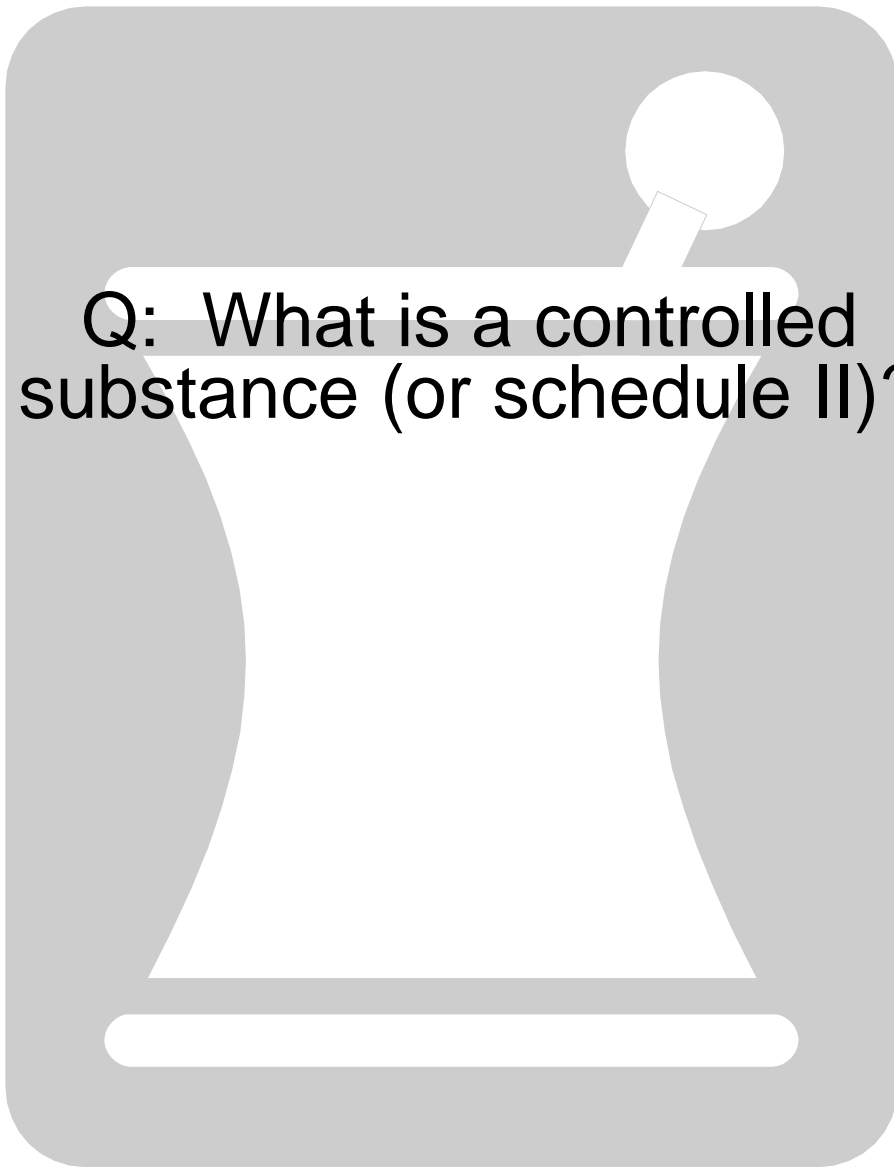 Q:  What is a controlled
substance (or schedule II)?